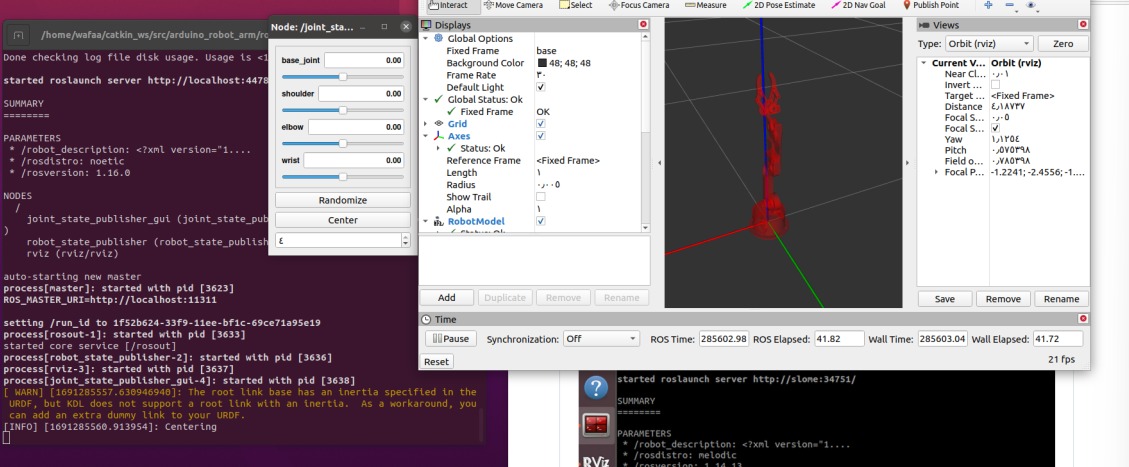 /home/wafaa/catkin_ws/src/arduino_robot_arm/ro
Done checking log file disk usage. Usage is <1
started roslaunch server http://localhost:4478
SUMMARY
========
PARAMETERS
* /robot_description: <?xml version="1....
* /rosdistro: noetic
* /rosversion: 1.16.0
NODES
/
joint_state_publisher_gui (joint_state_pub
)
robot_state_publisher (robot_state_publish
rviz (rviz/rviz)
auto-starting new master
process[master]: started with pid [3623]
ROS_MASTER_URI=http://localhost:11311
setting /run_id to 1f52b624-33f9-11ee-bf1c-69ce71a95e19
process[rosout-1]: started with pid [3633]
started core service [/rosout]
process[robot_state_publisher-2]: started with pid [3636]
process[rviz-3]: started with pid [3637]
process[joint_state_publisher_gui-4]: started with pid [3638]
[ WARN] [1691285557.630946940]: The root link base has an inertia specified in the
URDF, but KDL does not support a root link with an inertia.  As a workaround, you
can add an extra dummy link to your URDF.
[INFO] [1691285560.913954]: Centering
Node: /joint_sta...
base_joint 0.00
shoulder 0.00
elbow 0.00
wrist 0.00
Randomize
Center
٤
Interact Move Camera Select Focus Camera Measure 2D Pose Estimate 2D Nav Goal Publish Point
Displays
Global Options
Fixed Frame base
Background Color 48; 48; 48
Frame Rate ٣٠
Default Light
Global Status: Ok
Fixed Frame OK
Grid
Axes
Status: Ok
Reference Frame <Fixed Frame>
Length ١
Radius ٠٫٠٥
Show Trail
Alpha ١
RobotModel
Status: Ok
Add Duplicate Remove Rename
Views
Type: Orbit (rviz) Zero
Current V... Orbit (rviz)
Near Cl... ٠٫٠١
Invert ...
Target ... <Fixed Frame>
Distance ٤٫١٨٧٣٧
Focal S... ٠٫٠٥
Focal S...
Yaw ١٫١٢٥٤
Pitch ٠٫٥٧٥٣٩٨
Field o... ٠٫٧٨٥٣٩٨
Focal P... -1.2241; -2.4556; -1....
Save Remove Rename
Time
Pause Synchronization: Off ROS Time: 285602.98 ROS Elapsed: 41.82 Wall Time: 285603.04 Wall Elapsed: 41.72
Reset 21 fps
started roslaunch server http://slome:34751/
SUMMARY
========
PARAMETERS
* /robot_description: <?xml version="1....
* /rosdistro: melodic
* /rosversion: 1.14.13
RViz